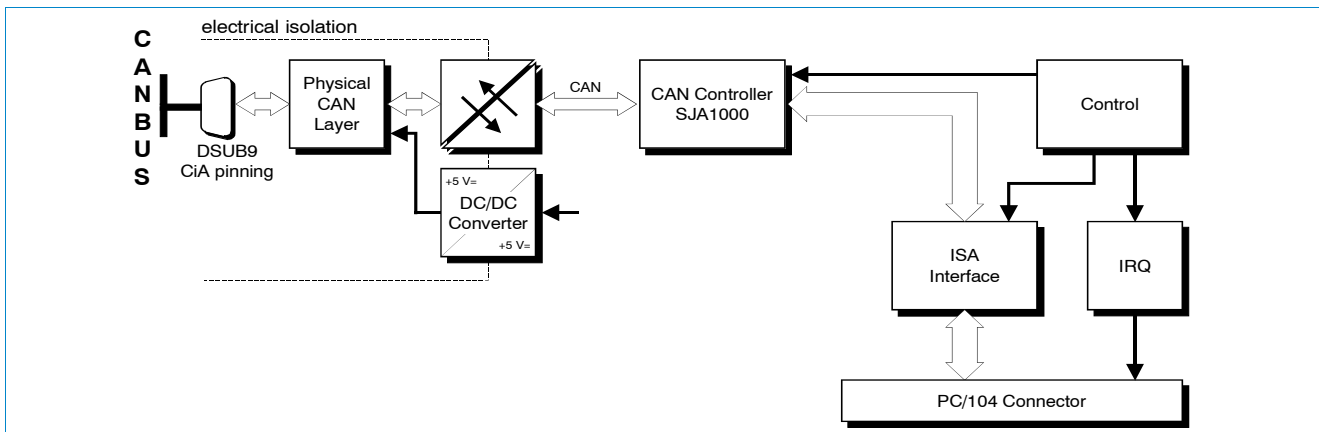 electrical isolation
CANBUS
DSUB9
CiA pinning
Physical
CAN
Layer
+5 V=
DC/DC
Converter
+5 V=
CAN
CAN Controller
SJA1000
Control
ISA
Interface
IRQ
PC/104 Connector